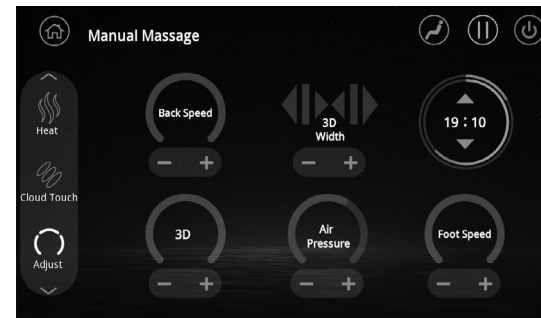 Manual Massage
Heat
Cloud Touch
Adjust
Back Speed
− +
3D
Width
− +
19 : 10
3D
− +
Air
Pressure
− +
Foot Speed
− +